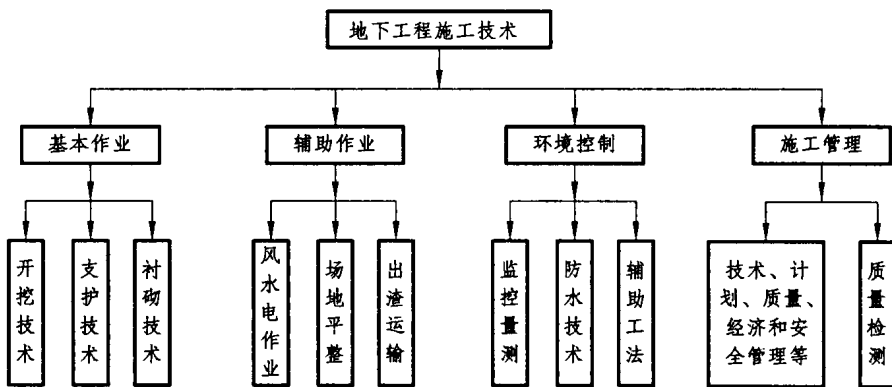 地下工程施工技术
基本作业
辅助作业
环境控制
施工管理
开挖技术
支护技术
衬砌技术
风水电作业
场地平整
出渣运输
监控量测
防水技术
辅助工法
技术、计
划、质量、
经济和安
全管理等
质量检测